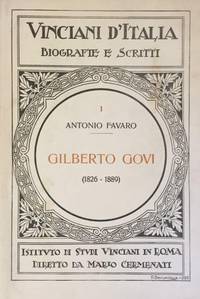 VINCIANI D'ITALIA
BIOGRAFIE E SCRITTI
I
ANTONIO FAVARO
GILBERTO GOVI
(1826 - 1889)
ISTITUTO DI STUDI VINCIANI IN ROMA
DIRETTO DA MARIO CERMENATI